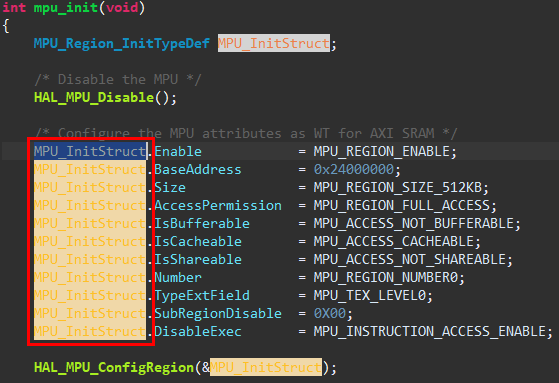 int mpu_init(void)
{
    MPU_Region_InitTypeDef MPU_InitStruct;
    /* Disable the MPU */
    HAL_MPU_Disable();
    /* Configure the MPU attributes as WT for AXI SRAM */
    MPU_InitStruct.Enable           = MPU_REGION_ENABLE;
    MPU_InitStruct.BaseAddress      = 0x24000000;
    MPU_InitStruct.Size             = MPU_REGION_SIZE_512KB;
    MPU_InitStruct.AccessPermission = MPU_REGION_FULL_ACCESS;
    MPU_InitStruct.IsBufferable     = MPU_ACCESS_NOT_BUFFERABLE;
    MPU_InitStruct.IsCacheable      = MPU_ACCESS_CACHEABLE;
    MPU_InitStruct.IsShareable      = MPU_ACCESS_NOT_SHAREABLE;
    MPU_InitStruct.Number           = MPU_REGION_NUMBER0;
    MPU_InitStruct.TypeExtField     = MPU_TEX_LEVEL0;
    MPU_InitStruct.SubRegionDisable = 0X00;
    MPU_InitStruct.DisableExec      = MPU_INSTRUCTION_ACCESS_ENABLE;
    HAL_MPU_ConfigRegion(&MPU_InitStruct);